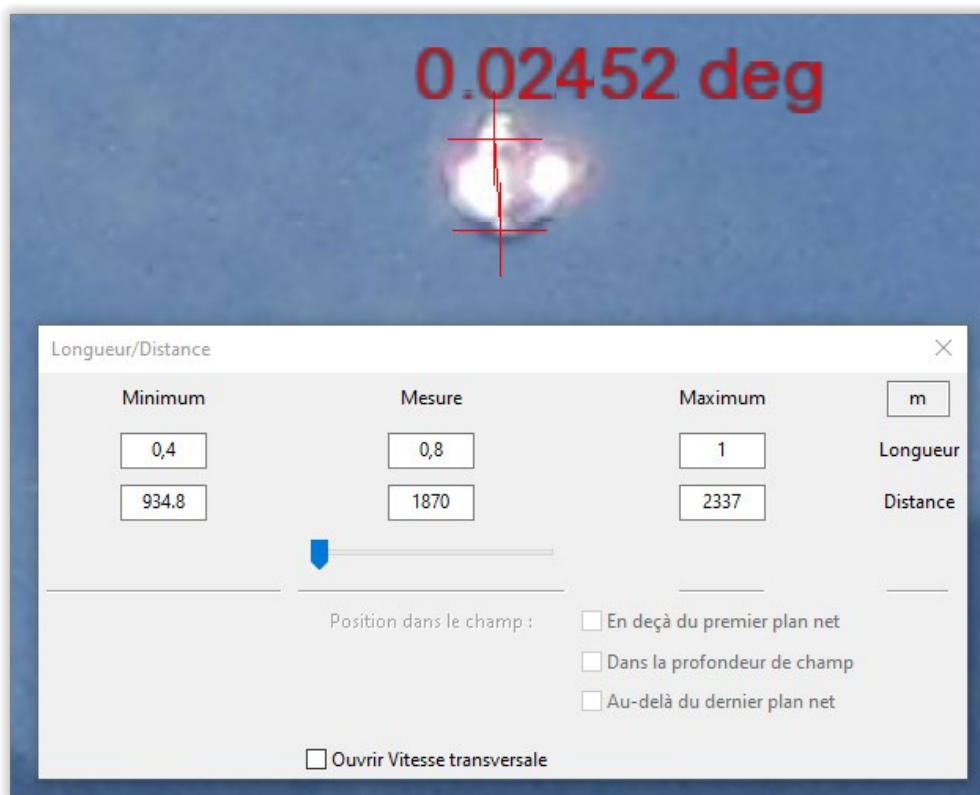 0.02452 deg
Longueur/Distance
Minimum Mesure Maximum m
0,4 0,8 1 Longueur
934.8 1870 2337 Distance
Position dans le champ : En deçà du premier plan net
Dans la profondeur de champ
Au-delà du dernier plan net
Ouvrir Vitesse transversale